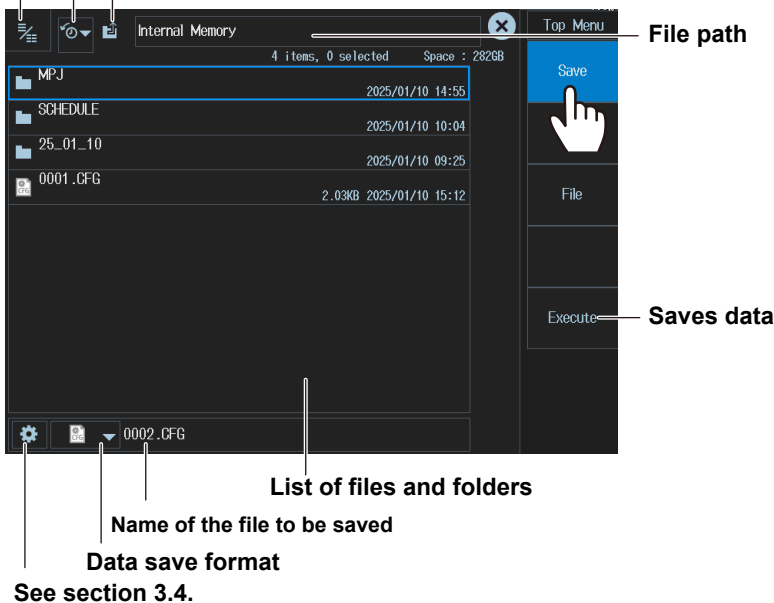 Internal Memory
Top Menu
File path
4 items, 0 selected Space : 282GB
Save
MPJ
2025/01/10 14:55
SCHEDULE
2025/01/10 10:04
25_01_10
2025/01/10 09:25
0001.CFG
CFG
2.03KB 2025/01/10 15:12
File
Execute
Saves data
CFG
0002.CFG
List of files and folders
Name of the file to be saved
Data save format
See section 3.4.